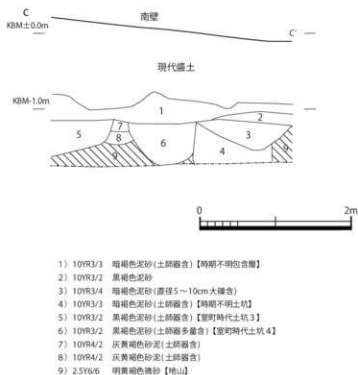 C
南壁
KBM±0.0m
C'
現代盛土
KBM-1.0m
1
2
7
5
8
6
3
9
4
9
0
2m
1) 10YR3/3 暗褐色泥砂(土師器含)【時期不明包含層】
2) 10YR3/2 黒褐色泥砂
3) 10YR3/4 暗褐色泥砂(直径5～10cm大礫含)
4) 10YR3/3 暗褐色泥砂(土師器含)【時期不明土坑】
5) 10YR3/2 黒褐色泥砂(土師器含)【室町時代土坑3】
6) 10YR3/2 黒褐色泥砂(土師器多量含)【室町時代土坑4】
7) 10YR4/2 灰黄褐色砂泥(土師器含)
8) 10YR4/2 灰黄褐色砂泥(土師器含)
9) 2.5Y6/6 明黄褐色微砂【地山】